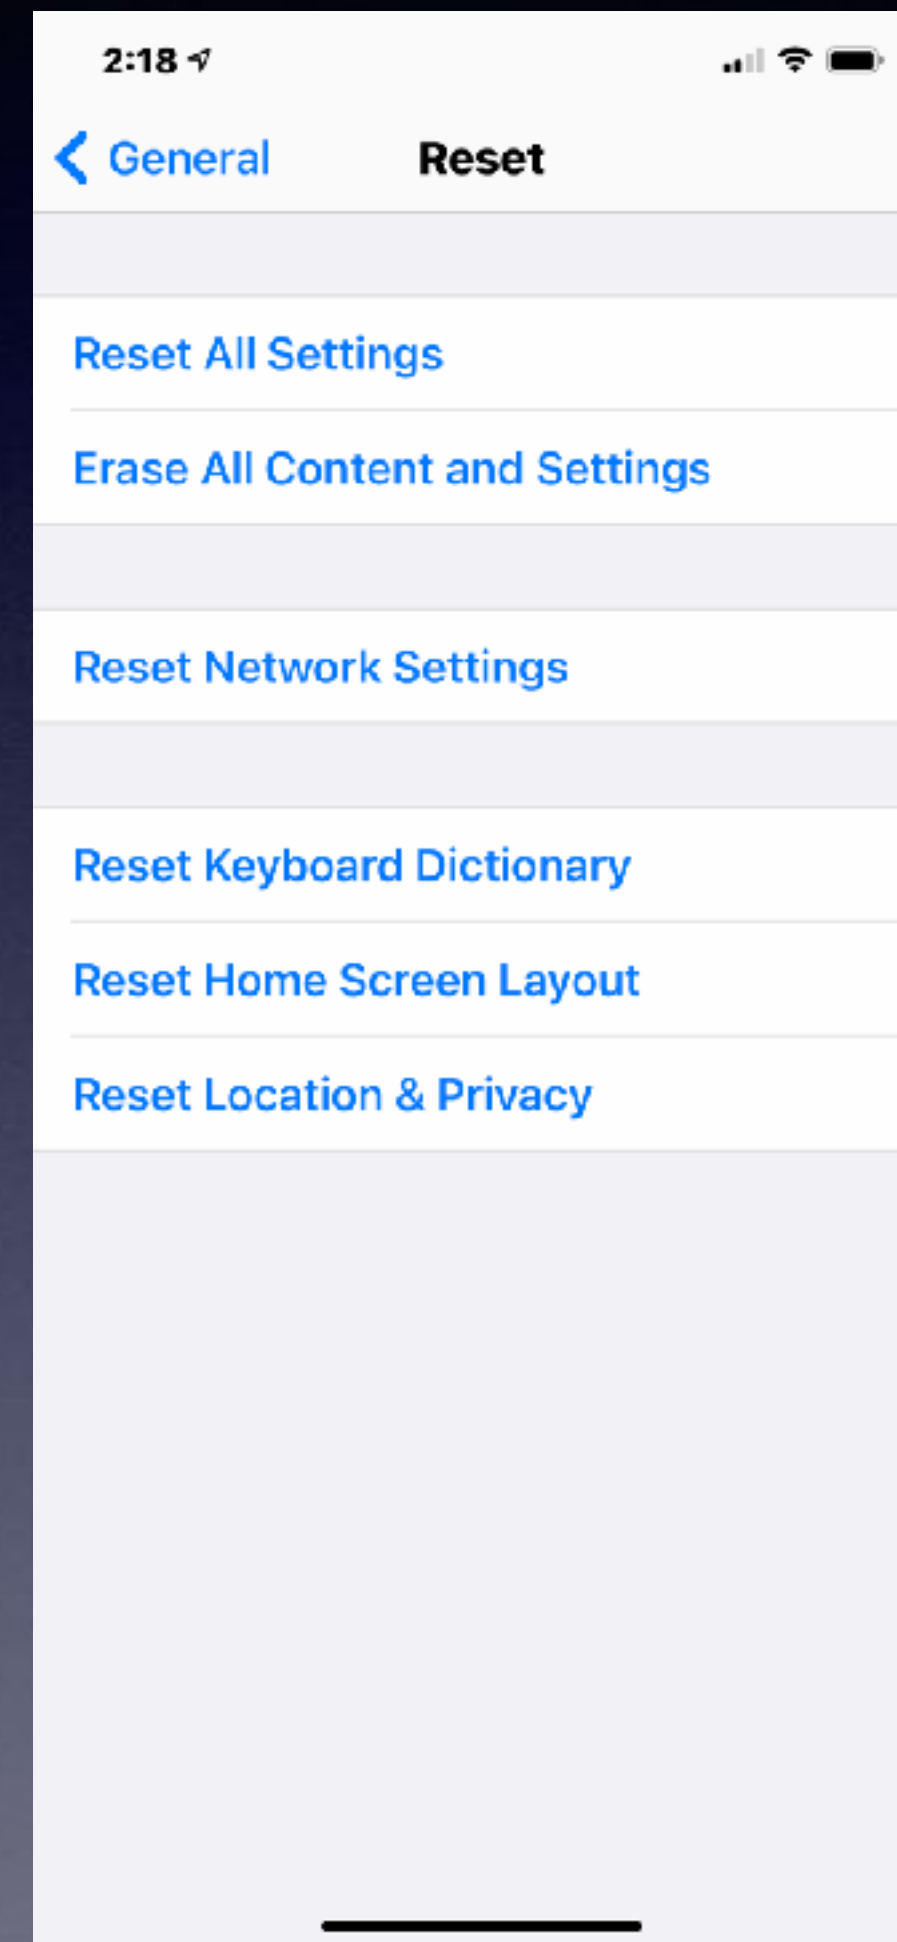 2:18
General Reset
Reset All Settings
Erase All Content and Settings
Reset Network Settings
Reset Keyboard Dictionary
Reset Home Screen Layout
Reset Location & Privacy